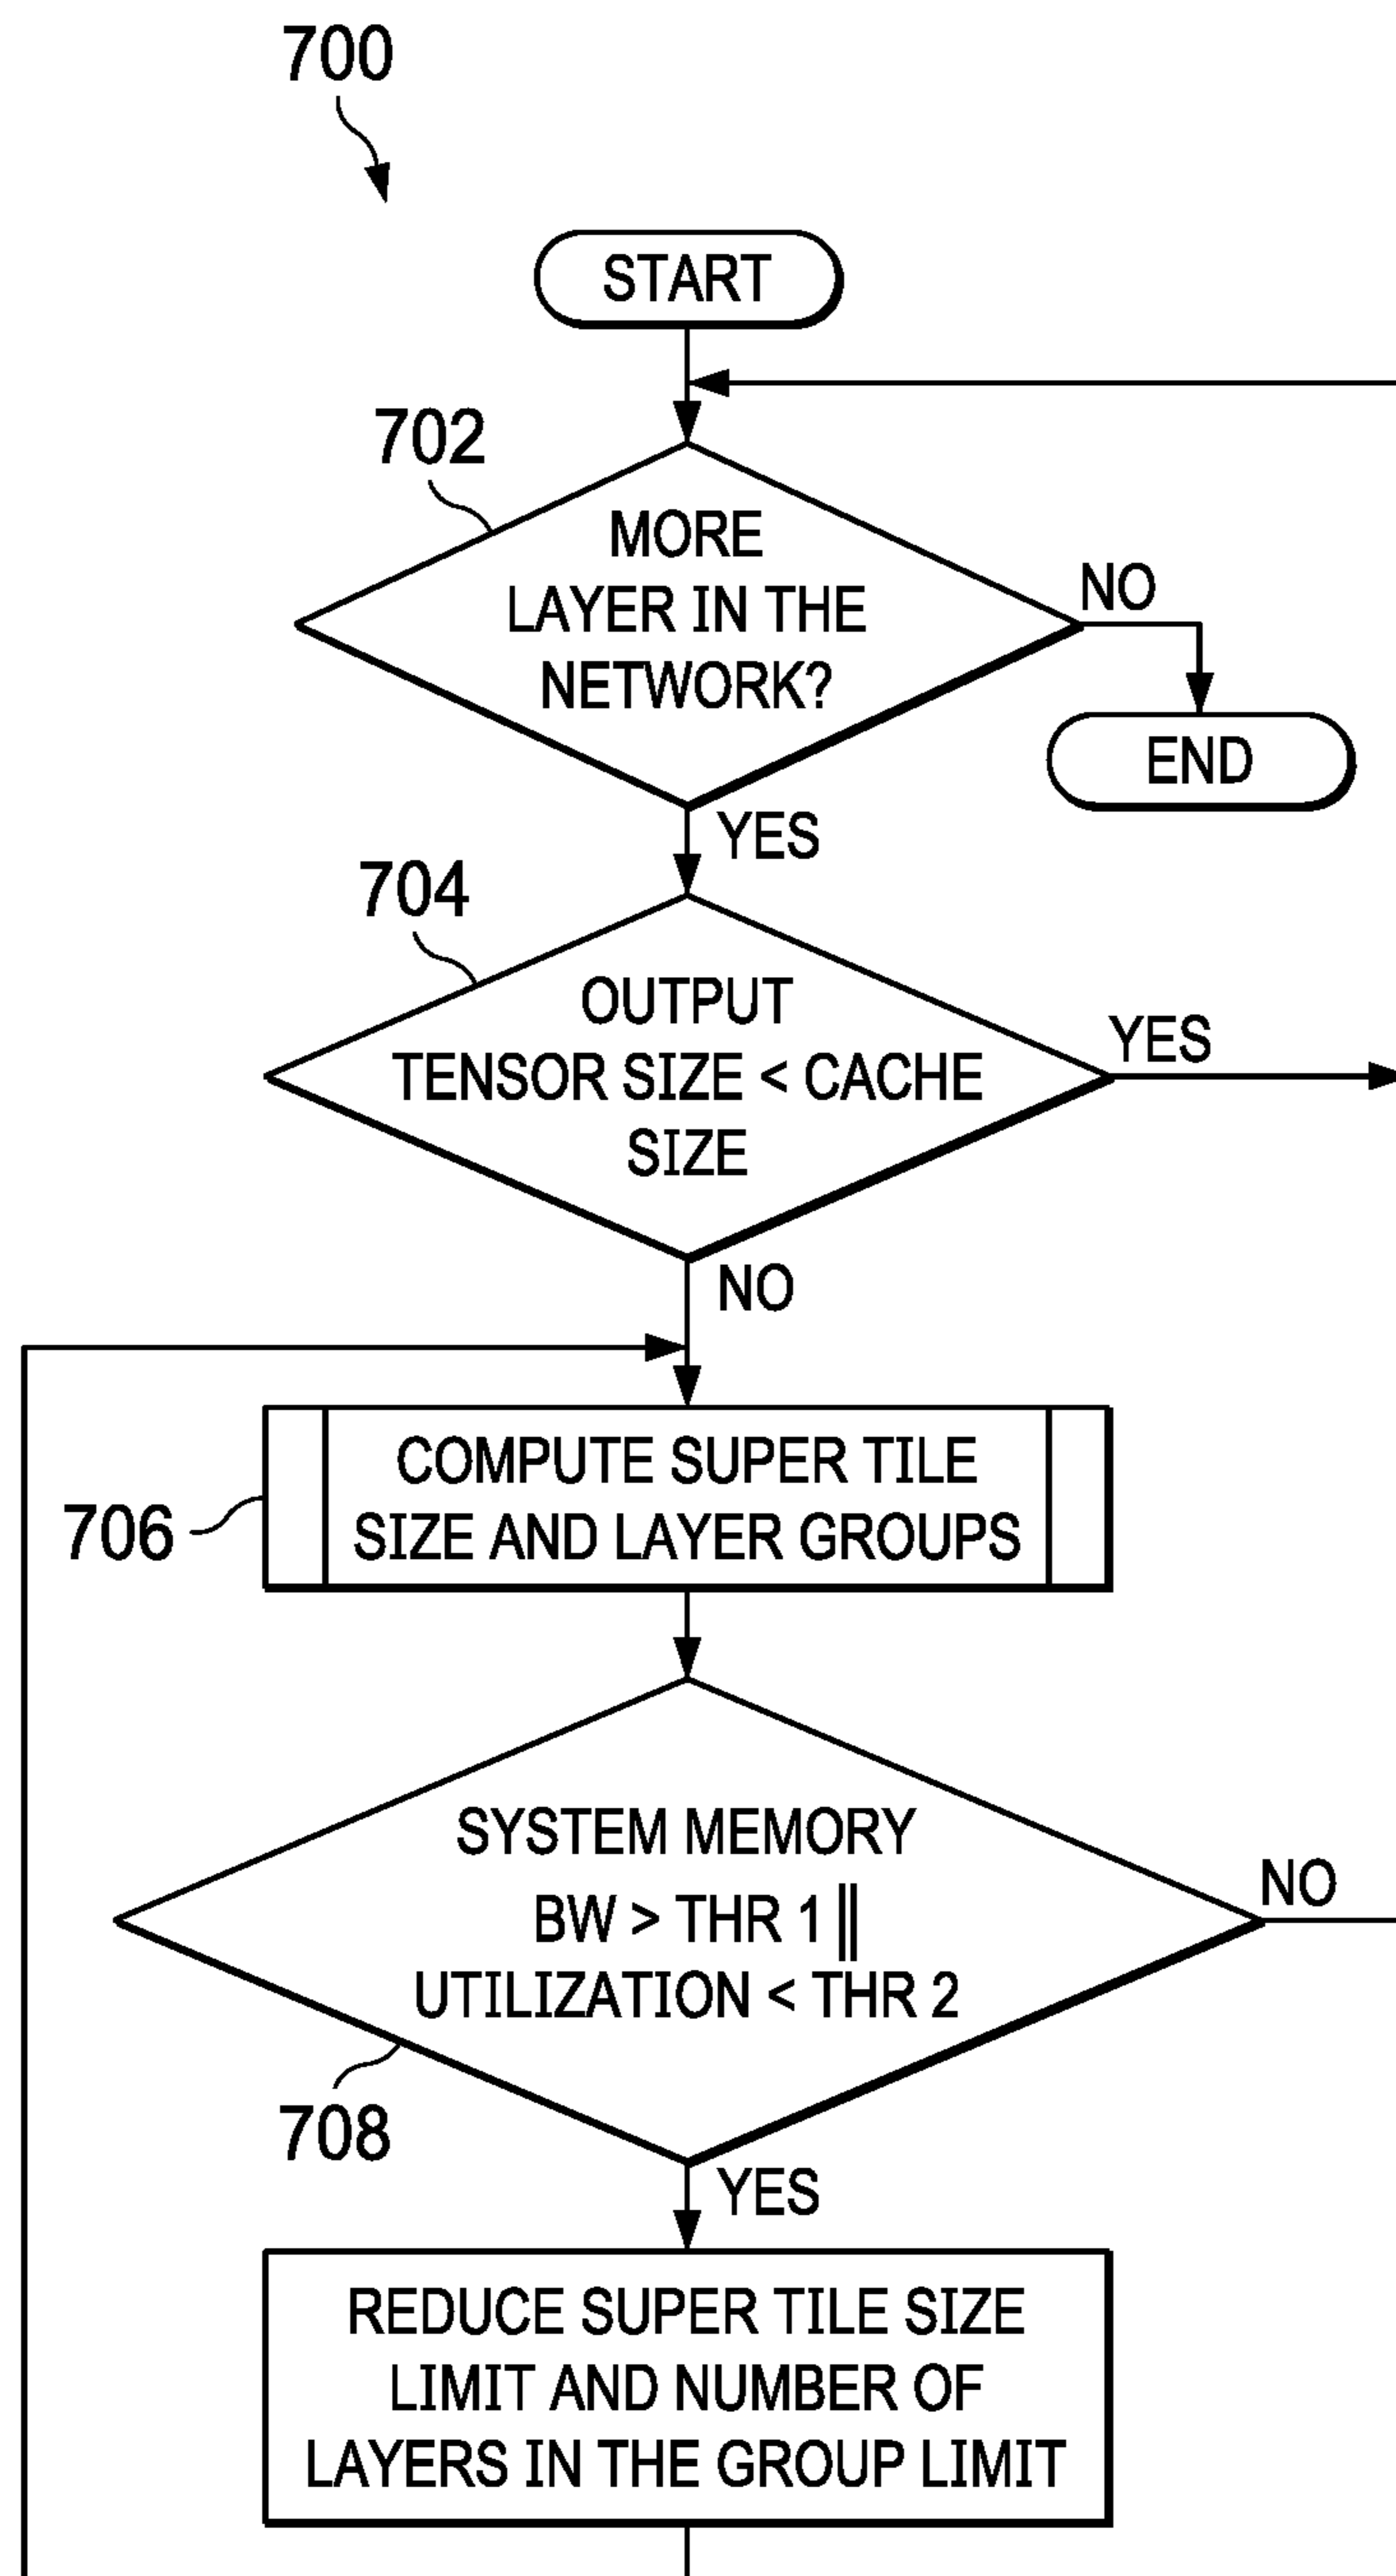 700
START
702
MORE
LAYER IN THE
NETWORK?
NO
END
YES
704
OUTPUT
TENSOR SIZE < CACHE
SIZE
YES
NO
706
COMPUTE SUPER TILE
SIZE AND LAYER GROUPS
SYSTEM MEMORY
BW > THR 1 ||
UTILIZATION < THR 2
NO
708
YES
REDUCE SUPER TILE SIZE
LIMIT AND NUMBER OF
LAYERS IN THE GROUP LIMIT